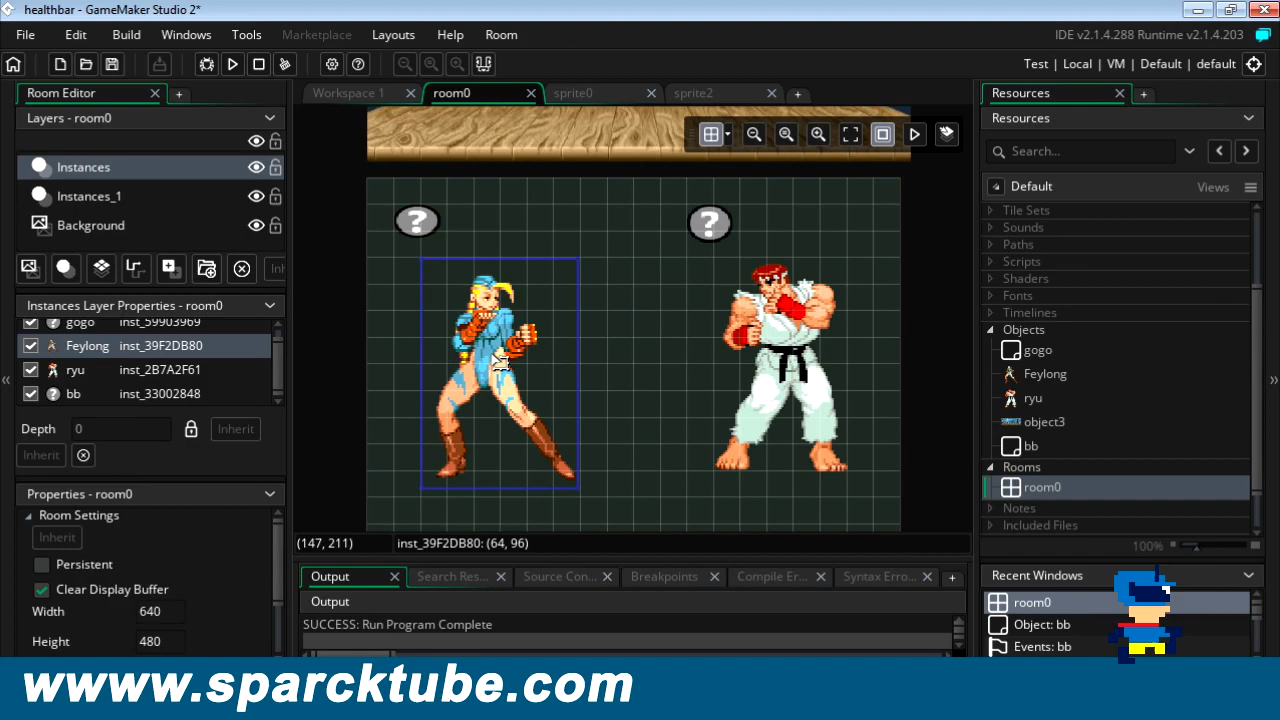 healthbar - GameMaker Studio 2*
File Edit Build Windows Tools Marketplace Layouts Help Room
IDE v2.1.4.288 Runtime v2.1.4.203
Test | Local | VM | Default | default
Room Editor
Workspace 1
room0
sprite0
sprite2
Resources
Layers - room0
Resources
Search...
Instances
Instances_1
Background
Default
Views
Tile Sets
Sounds
Paths
Scripts
Shaders
Fonts
Timelines
Objects
gogo
Feylong
ryu
object3
bb
Rooms
room0
Notes
Included Files
100%
Instances Layer Properties - room0
gogo inst_59903969
Feylong inst_39F2DB80
ryu inst_2B7A2F61
bb inst_33002848
Depth 0 Inherit
Inherit
Properties - room0
Room Settings
Inherit
Persistent
Clear Display Buffer
Width 640
Height 480
?
?
(147, 211) inst_39F2DB80: (64, 96)
Output
Search Res...
Source Con...
Breakpoints
Compile Er...
Syntax Erro...
Output
SUCCESS: Run Program Complete
Recent Windows
room0
Object: bb
Events: bb
wwww.sparcktube.com